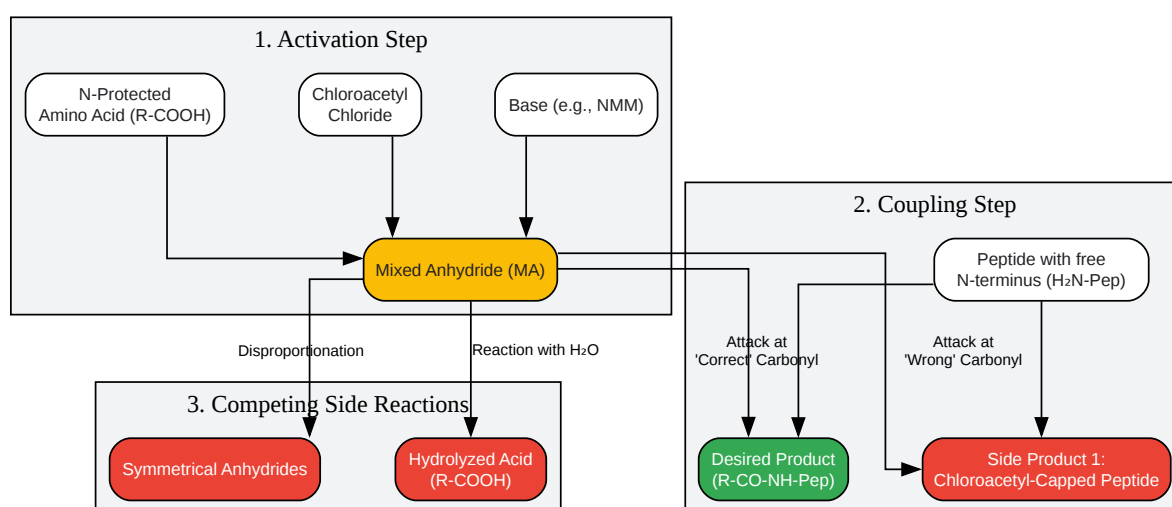 1. Activation Step
N-Protected
Amino Acid (R-COOH)
Chloroacetyl
Chloride
Base (e.g., NMM)
Mixed Anhydride (MA)
2. Coupling Step
Peptide with free
N-terminus (H₂N-Pep)
Disproportionation
Reaction with H₂O
Attack at
'Correct' Carbonyl
Attack at
'Wrong' Carbonyl
3. Competing Side Reactions
Symmetrical Anhydrides
Hydrolyzed Acid
(R-COOH)
Desired Product
(R-CO-NH-Pep)
Side Product 1:
Chloroacetyl-Capped Peptide